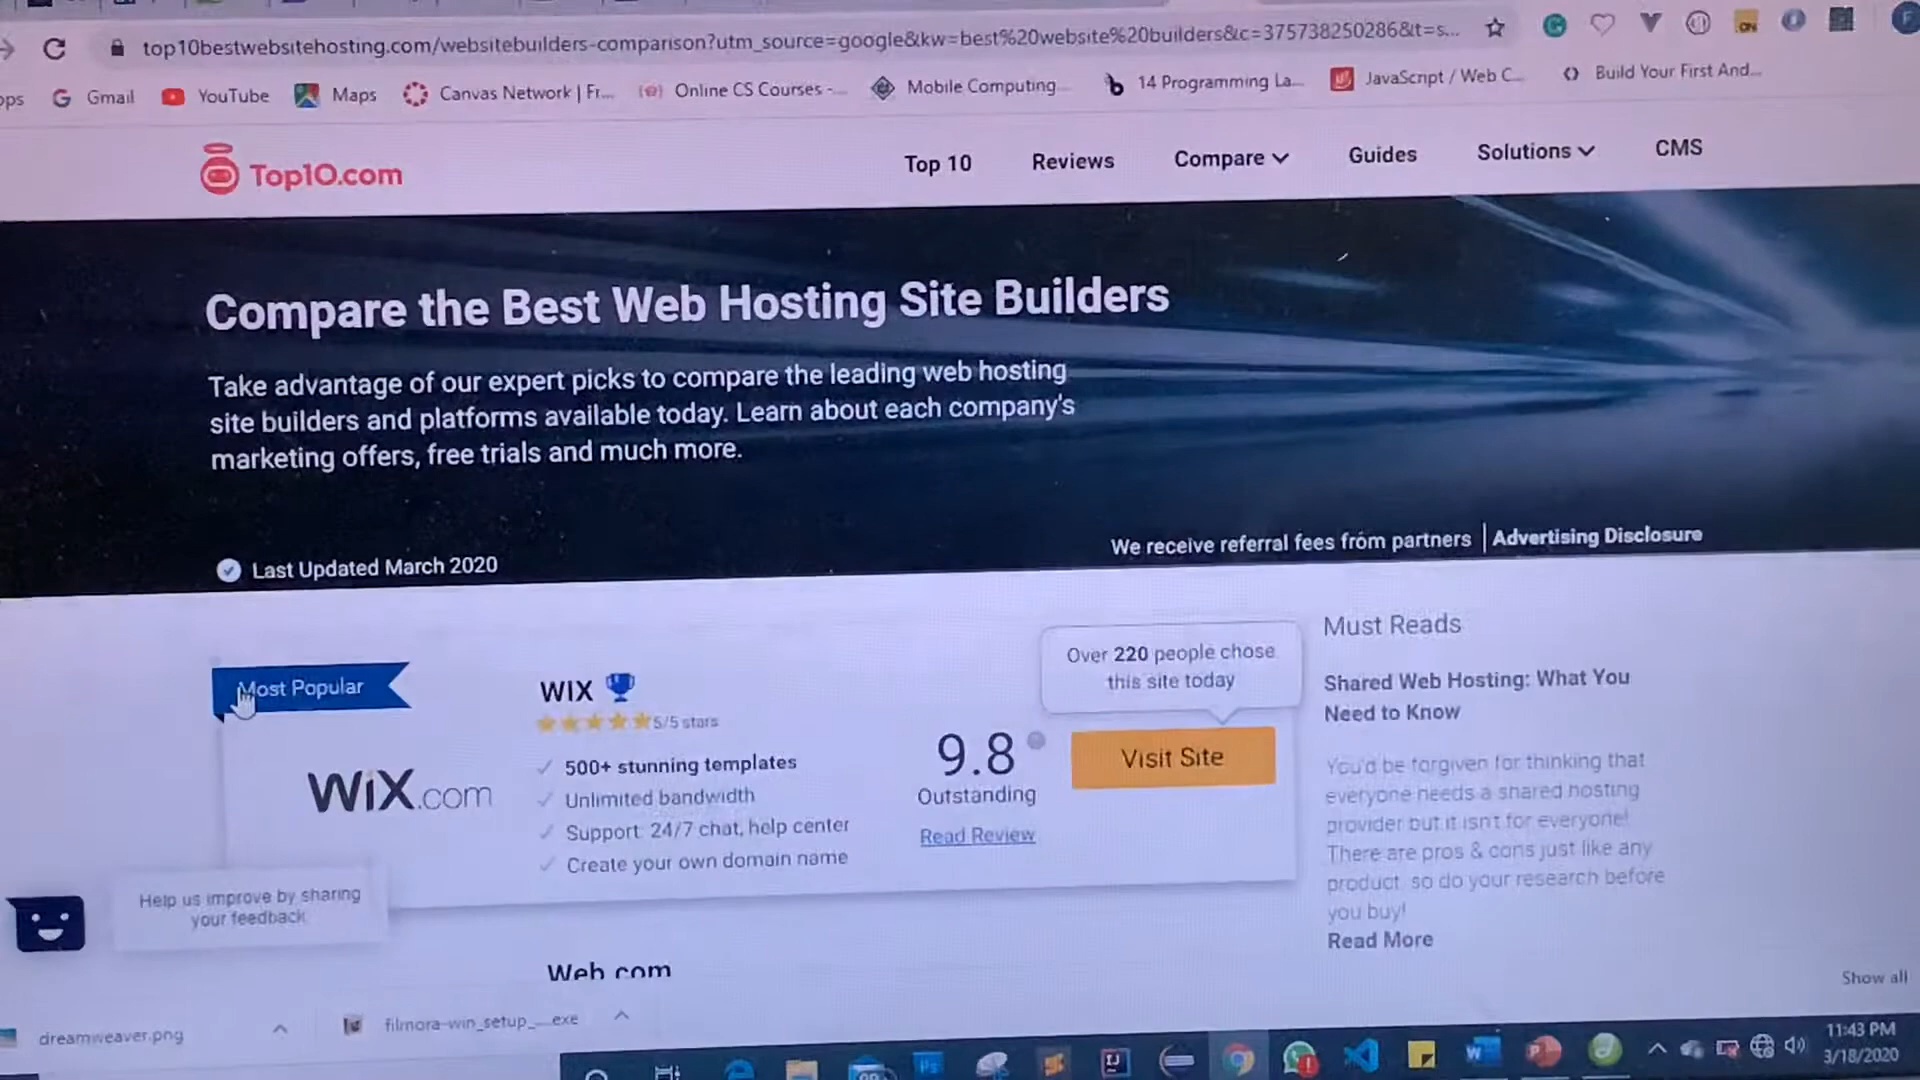 top10bestwebsitehosting.com/websitebuilders-comparison?utm_source=google&kw=best%20website%20builders&c=375738250286&t=s...
Gmail YouTube Maps Canvas Network | Fr... Online CS Courses -... Mobile Computing... 14 Programming La... JavaScript / Web C... Build Your First And...
Top10.com
Top 10 Reviews Compare Guides Solutions CMS
Compare the Best Web Hosting Site Builders
Take advantage of our expert picks to compare the leading web hosting
site builders and platforms available today. Learn about each company's
marketing offers, free trials and much more.
Last Updated March 2020
We receive referral fees from partners | Advertising Disclosure
Most Popular
WiX.com
WIX
5/5 stars
500+ stunning templates
Unlimited bandwidth
Support: 24/7 chat, help center
Create your own domain name
9.8
Outstanding
Read Review
Over 220 people chose
this site today
Visit Site
Must Reads
Shared Web Hosting: What You
Need to Know
You'd be forgiven for thinking that
everyone needs a shared hosting
provider but it isn't for everyone!
There are pros & cons just like any
product, so do your research before
you buy!
Read More
Help us improve by sharing
your feedback
Web.com
Show all
dreamweaver.png
filmora-win_setup_....exe
11:43 PM
3/18/2020